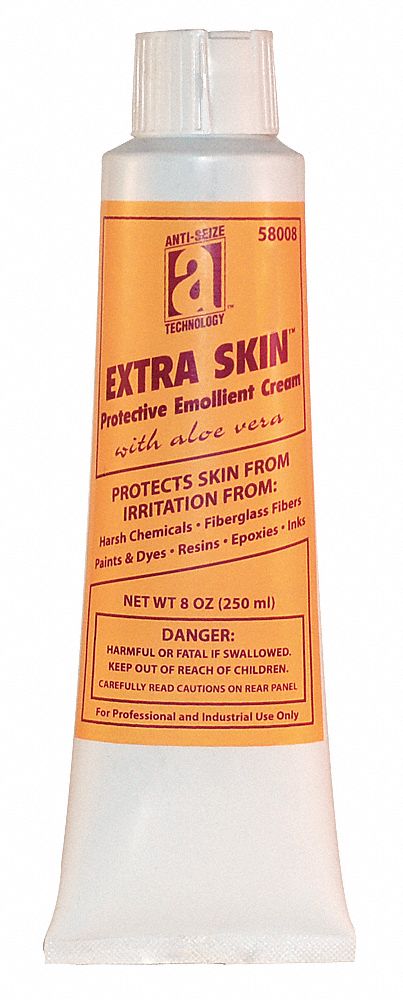 ANTI-SEIZE
58008
a
TECHNOLOGY™
EXTRA SKIN™
Protective Emollient Cream
with aloe vera
PROTECTS SKIN FROM
IRRITATION FROM:
Harsh Chemicals • Fiberglass Fibers
Paints & Dyes • Resins • Epoxies • Inks
NET WT 8 OZ (250 ml)
DANGER:
HARMFUL OR FATAL IF SWALLOWED.
KEEP OUT OF REACH OF CHILDREN.
CAREFULLY READ CAUTIONS ON REAR PANEL
For Professional and Industrial Use Only